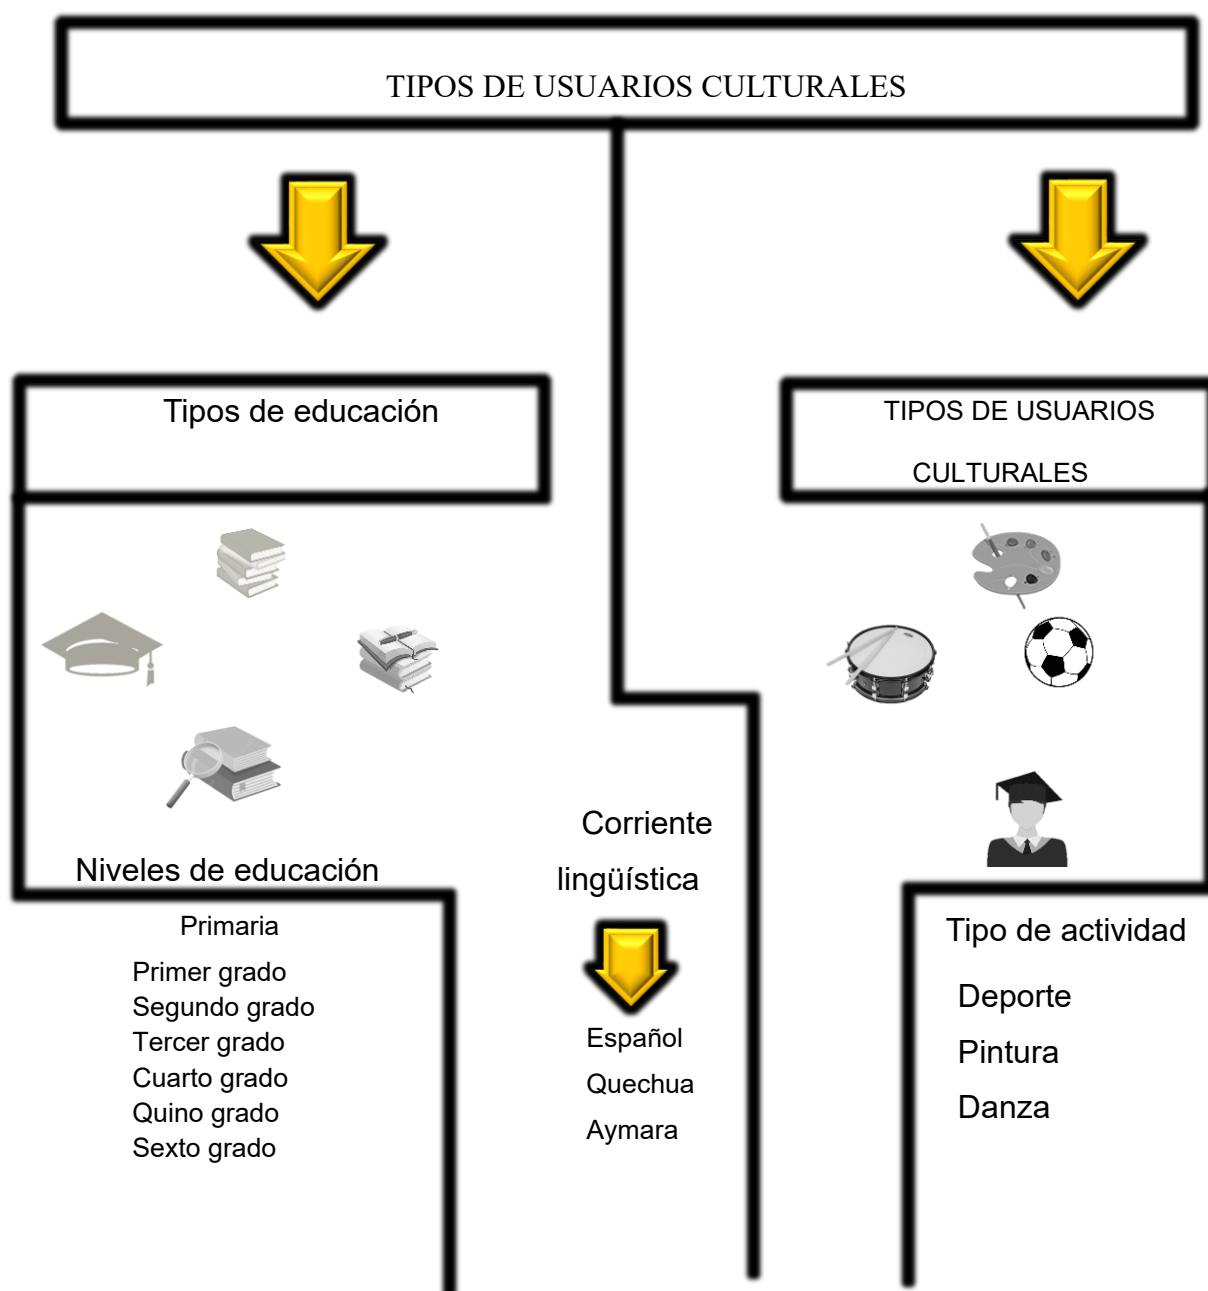 TIPOS DE USUARIOS CULTURALES
Tipos de educación
TIPOS DE USUARIOS
CULTURALES
Niveles de educación
Primaria
Primer grado
Segundo grado
Tercer grado
Cuarto grado
Quino grado
Sexto grado
Corriente
lingüística
Español
Quechua
Aymara
Tipo de actividad
Deporte
Pintura
Danza